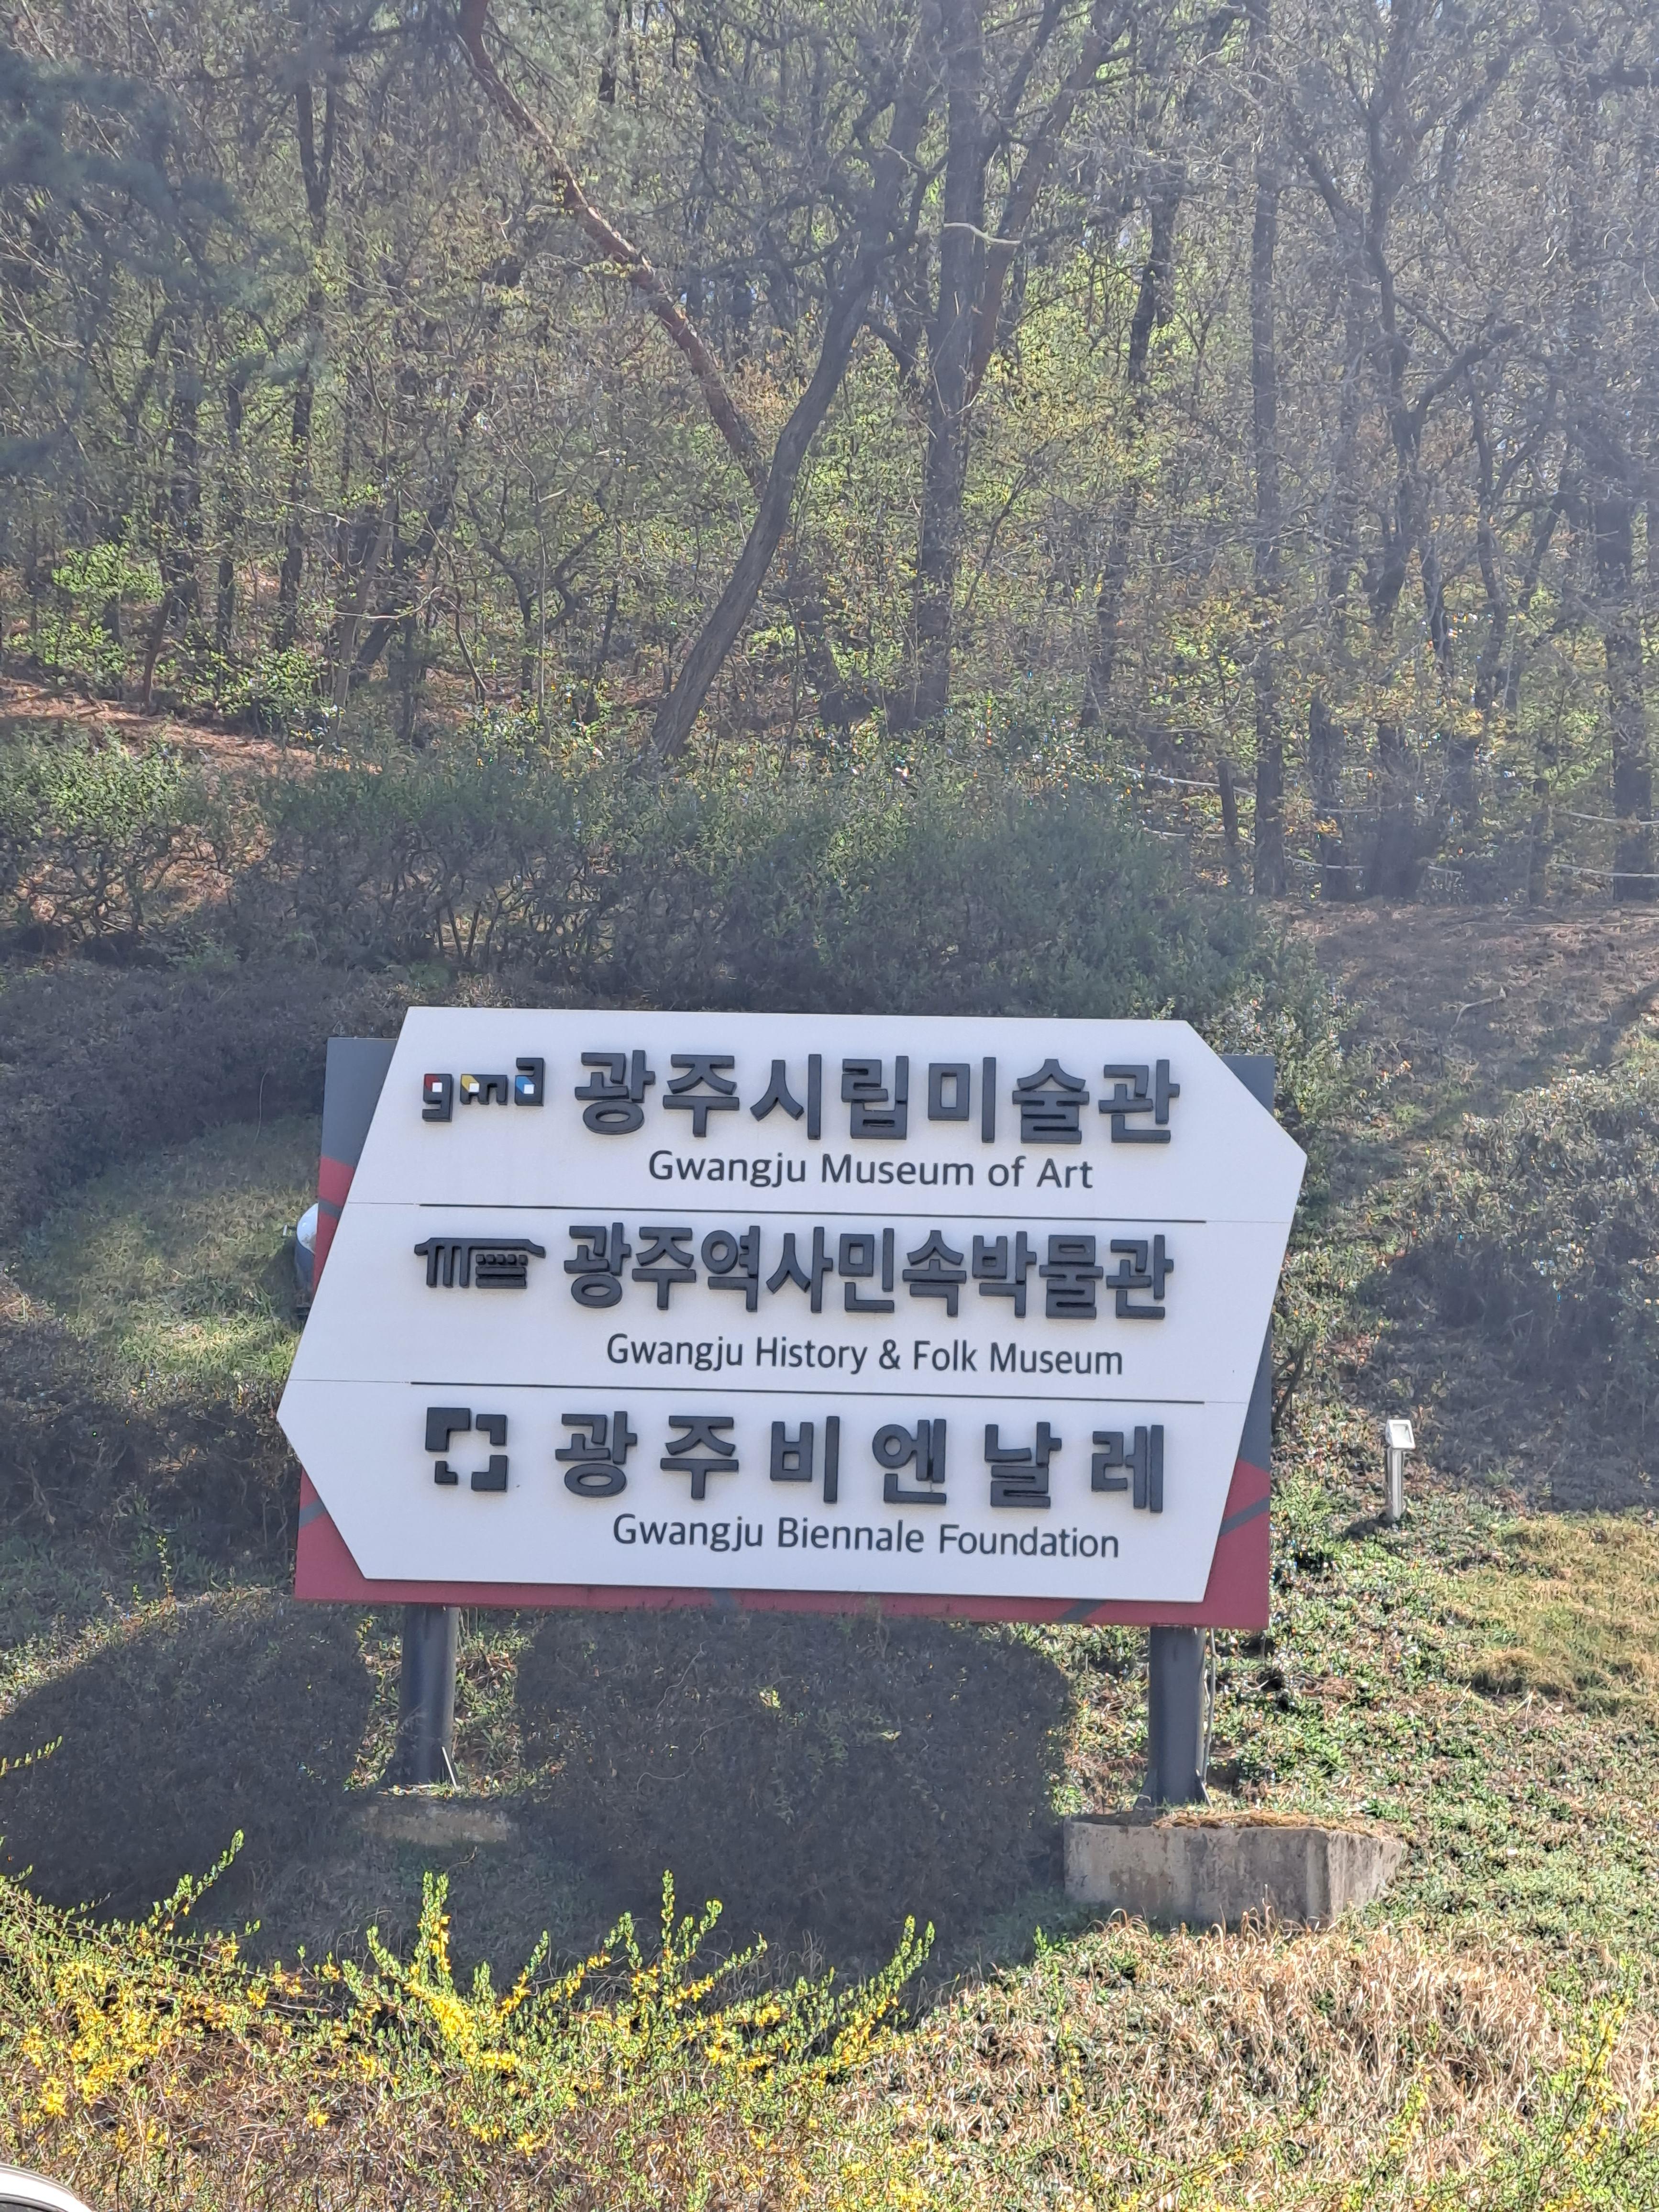 gma 광주시립미술관
Gwangju Museum of Art
광주역사민속박물관
Gwangju History & Folk Museum
광주비엔날레
Gwangju Biennale Foundation